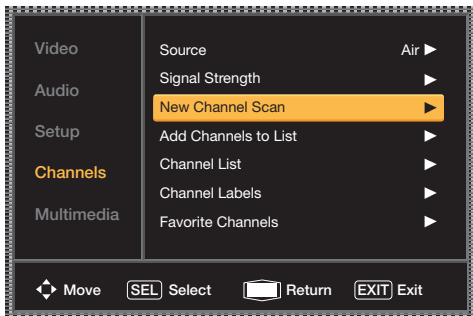 Video
Audio
Setup
Channels
Multimedia
Source Air ▶
Signal Strength ▶
New Channel Scan ▶
Add Channels to List ▶
Channel List ▶
Channel Labels ▶
Favorite Channels ▶
Move SEL Select Return EXIT Exit